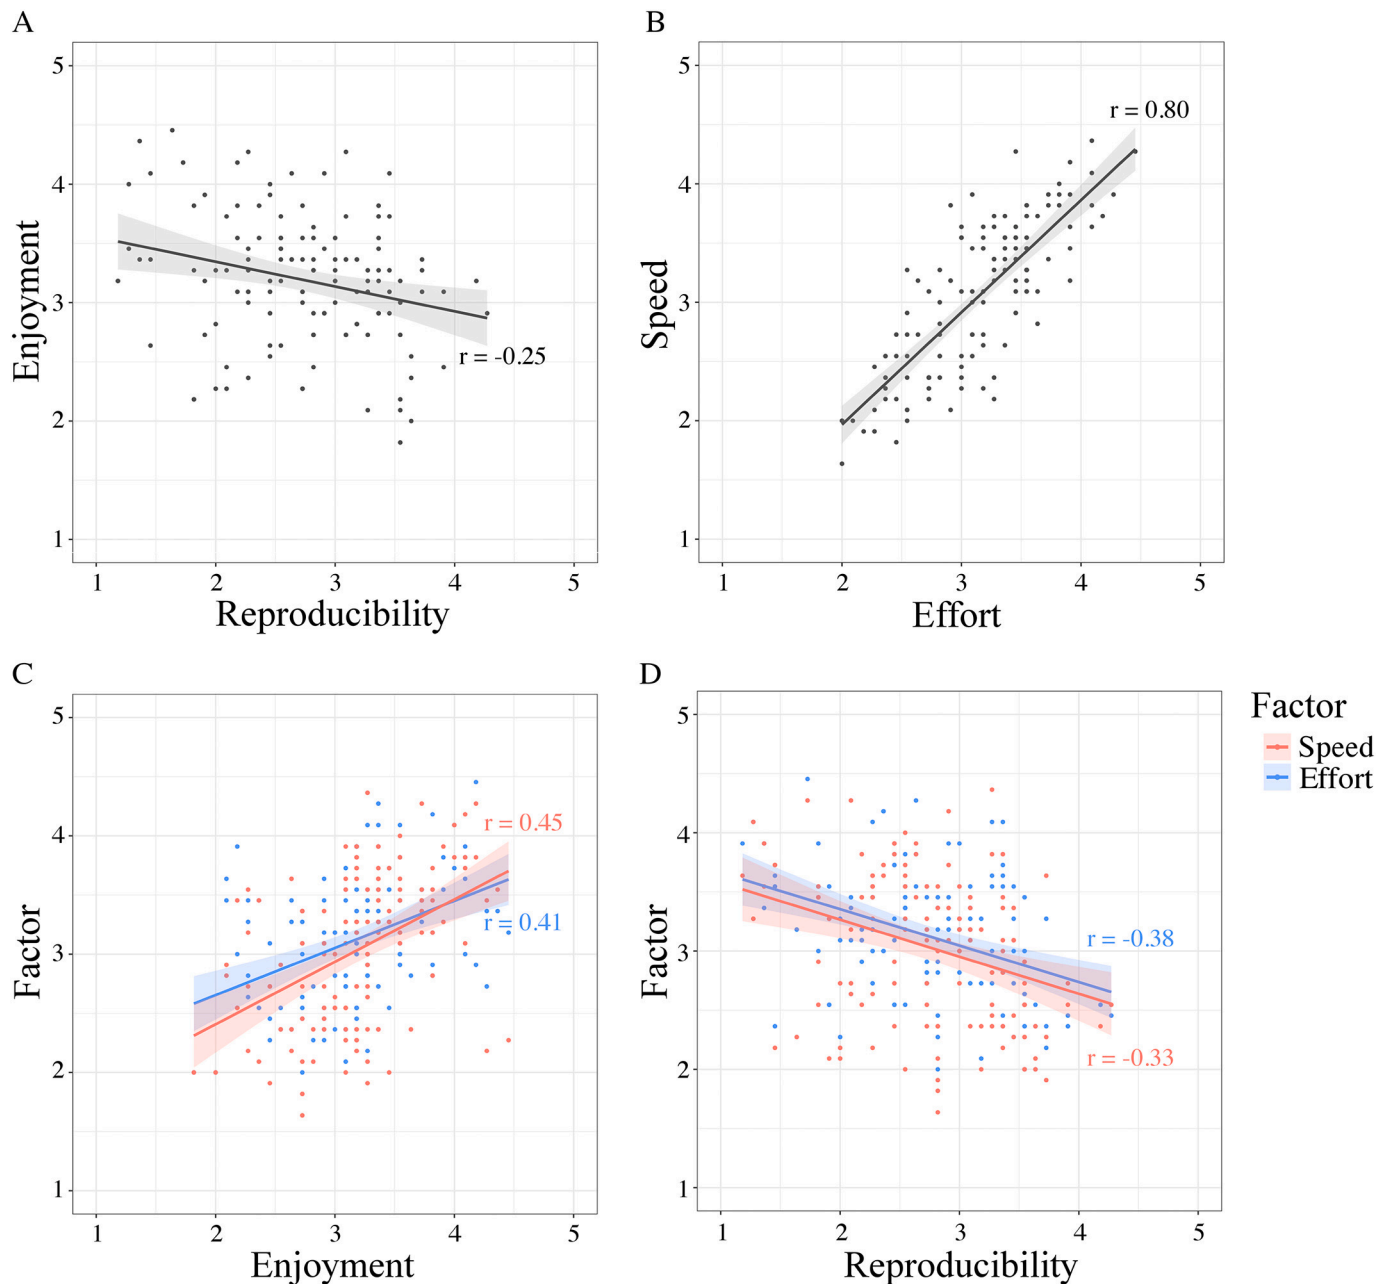 A
5
4
3
2
1
Enjoyment
r = -0.25
1 2 3 4 5
Reproducibility
B
5
4
3
2
1
Speed
r = 0.80
1 2 3 4 5
Effort
C
5
4
3
2
1
Factor
r = 0.45
r = 0.41
1 2 3 4 5
Enjoyment
D
5
4
3
2
1
Factor
r = -0.38
r = -0.33
1 2 3 4 5
Reproducibility
Factor
Speed
Effort